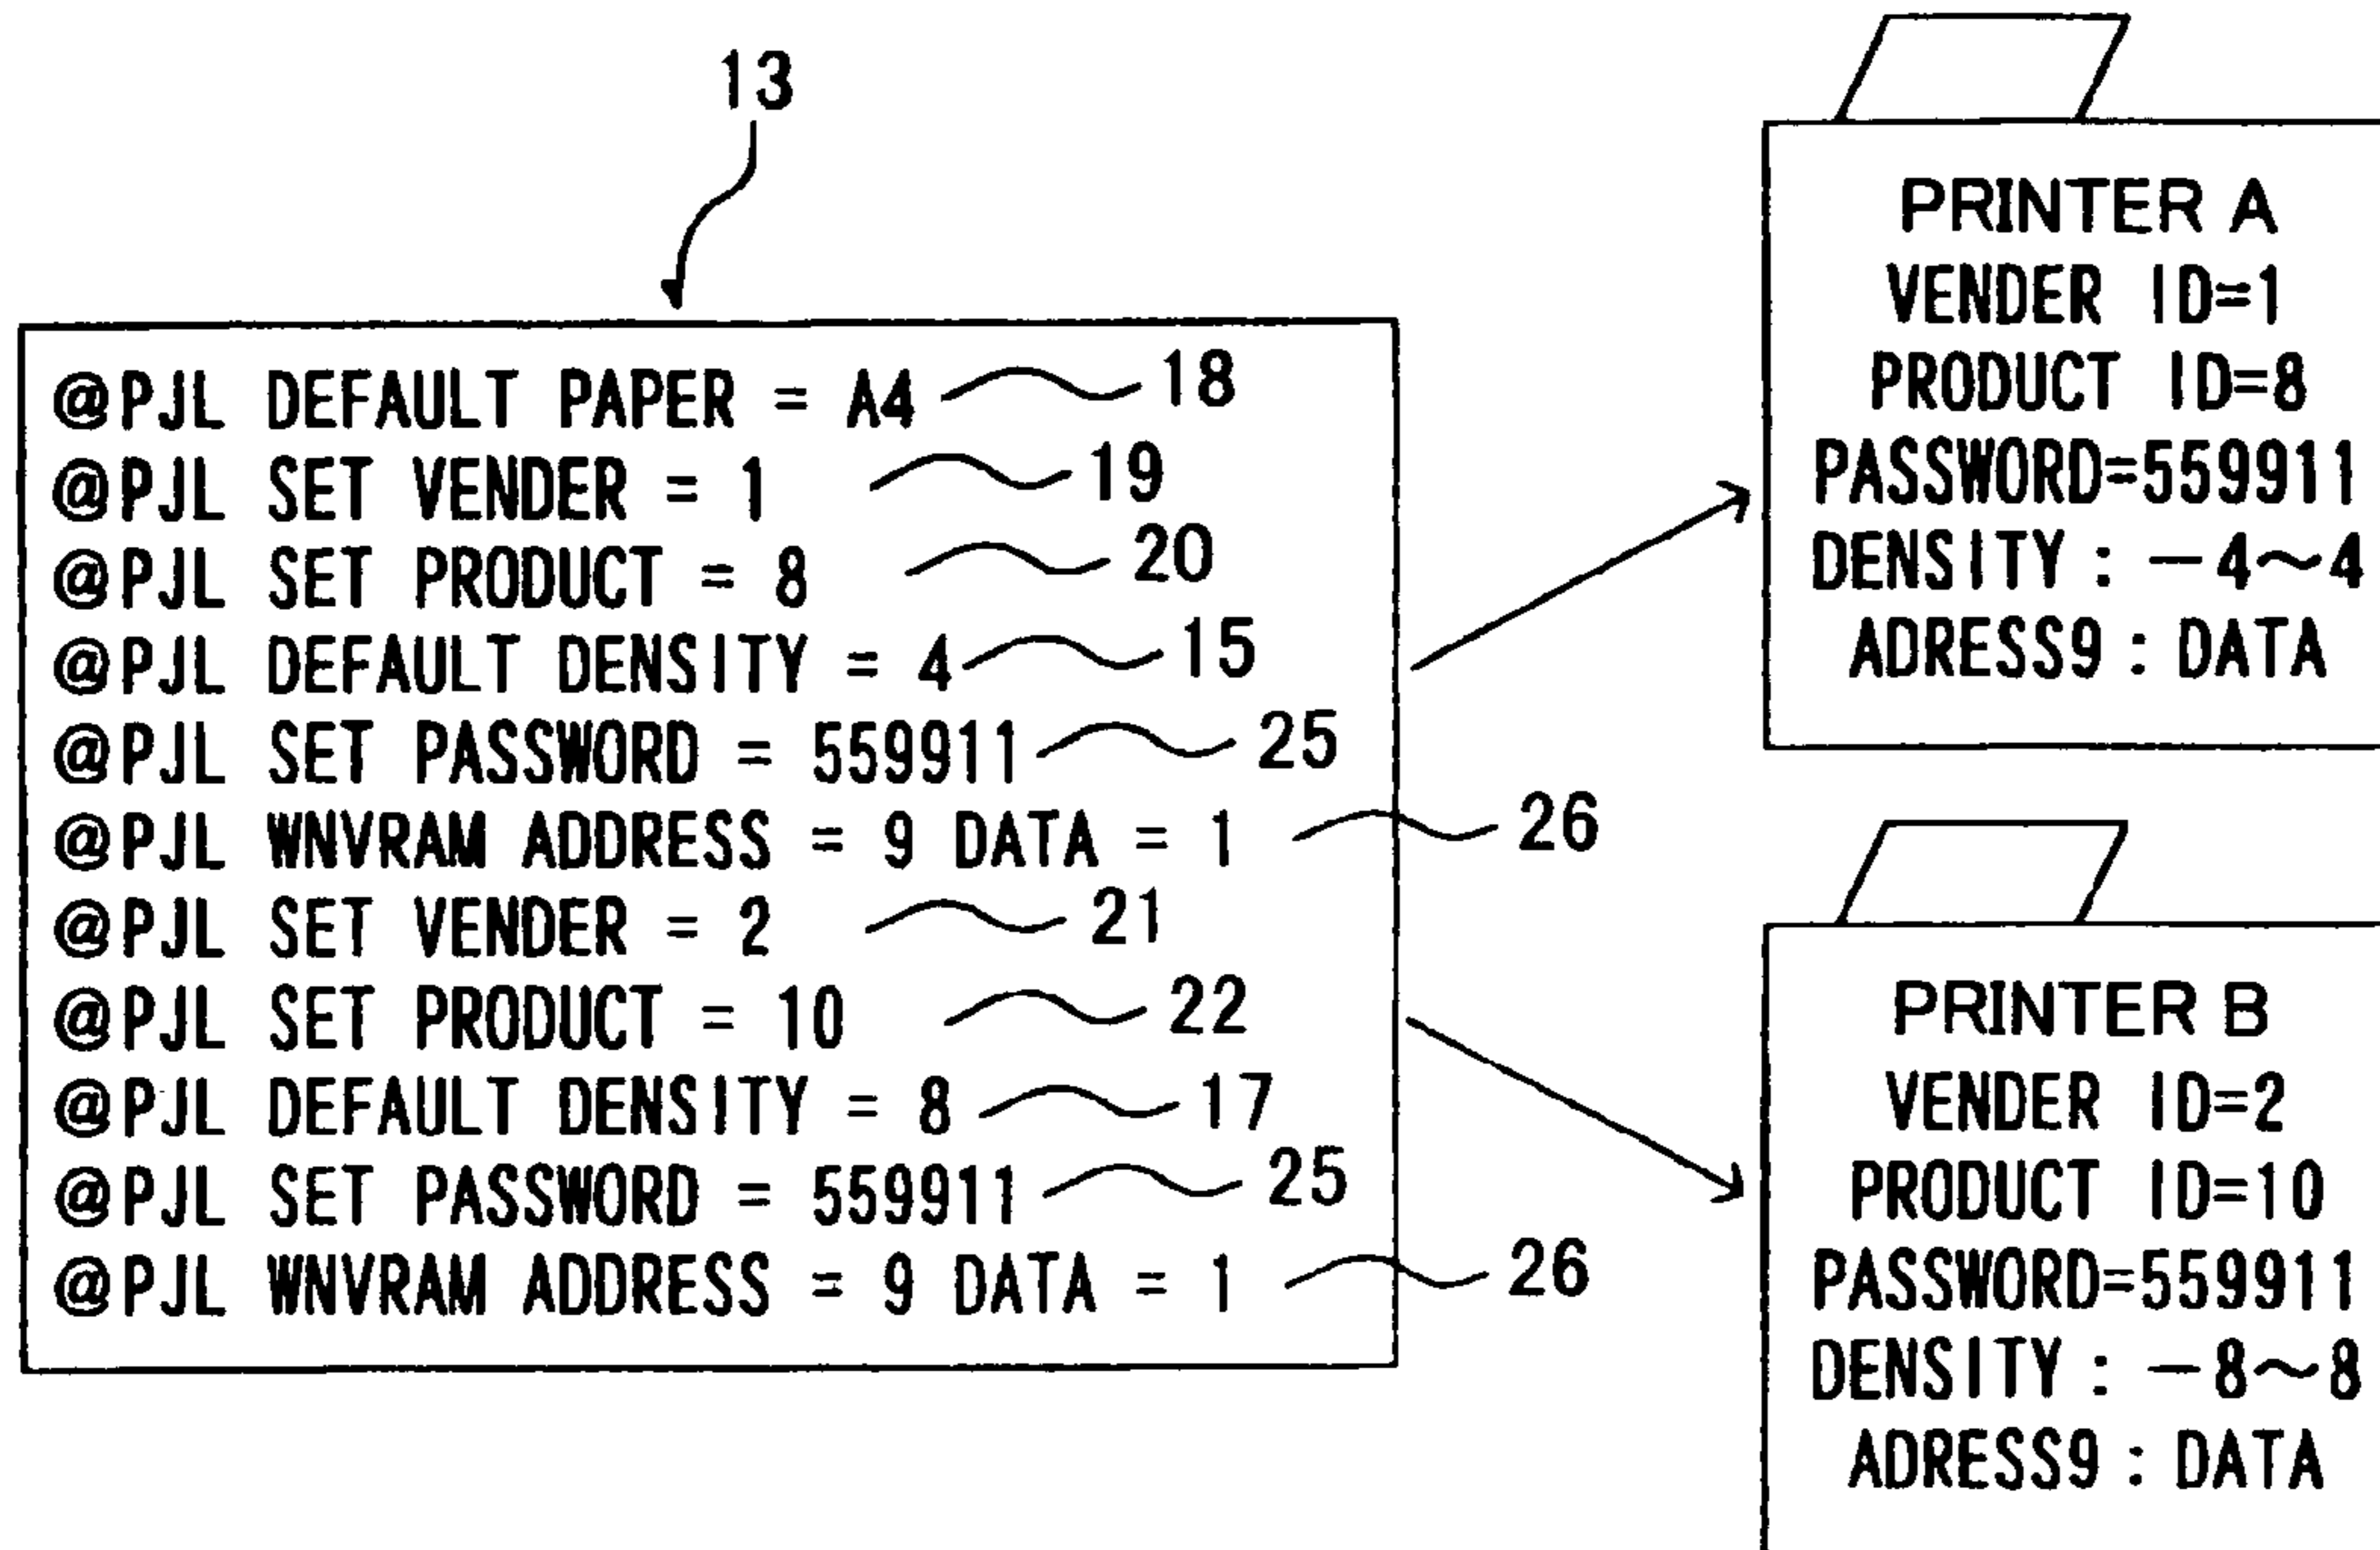 13
@PJL DEFAULT PAPER = A4 18
@PJL SET VENDER = 1 19
@PJL SET PRODUCT = 8 20
@PJL DEFAULT DENSITY = 4 15
@PJL SET PASSWORD = 559911 25
@PJL WNVRAM ADDRESS = 9 DATA = 1 26
@PJL SET VENDER = 2 21
@PJL SET PRODUCT = 10 22
@PJL DEFAULT DENSITY = 8 17
@PJL SET PASSWORD = 559911 25
@PJL WNVRAM ADDRESS = 9 DATA = 1 26
PRINTER A
VENDER ID=1
PRODUCT ID=8
PASSWORD=559911
DENSITY : −4〜4
ADRESS9 : DATA
PRINTER B
VENDER ID=2
PRODUCT ID=10
PASSWORD=559911
DENSITY : −8〜8
ADRESS9 : DATA